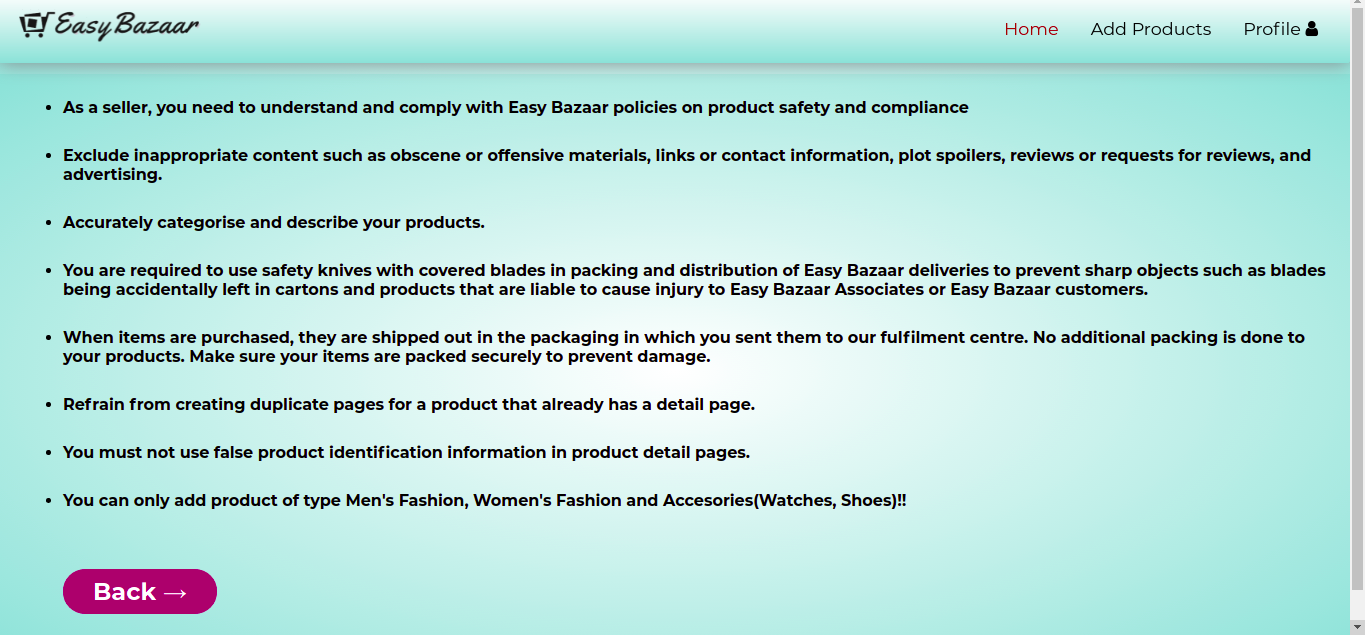 EasyBazaar
Home Add Products Profile
• As a seller, you need to understand and comply with Easy Bazaar policies on product safety and compliance
• Exclude inappropriate content such as obscene or offensive materials, links or contact information, plot spoilers, reviews or requests for reviews, and
advertising.
• Accurately categorise and describe your products.
• You are required to use safety knives with covered blades in packing and distribution of Easy Bazaar deliveries to prevent sharp objects such as blades
being accidentally left in cartons and products that are liable to cause injury to Easy Bazaar Associates or Easy Bazaar customers.
• When items are purchased, they are shipped out in the packaging in which you sent them to our fulfilment centre. No additional packing is done to
your products. Make sure your items are packed securely to prevent damage.
• Refrain from creating duplicate pages for a product that already has a detail page.
• You must not use false product identification information in product detail pages.
• You can only add product of type Men's Fashion, Women's Fashion and Accesories(Watches, Shoes)!!
Back →